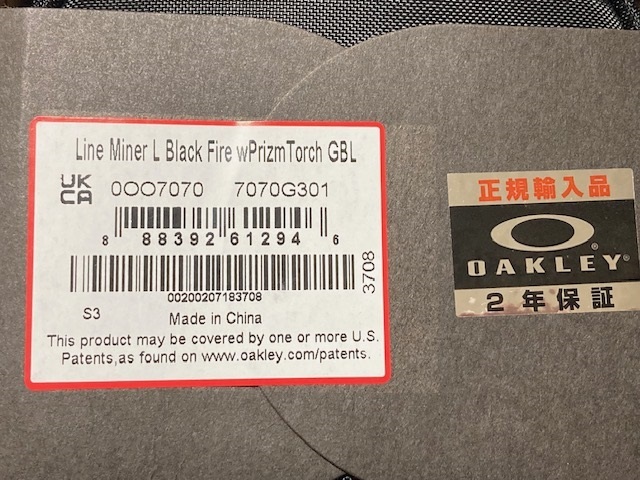 Line Miner L Black Fire wPrizmTorch GBL
UK
CA
0OO7070 7070G301
8 88392 61294 6
00200207183708
3708
S3
Made in China
This product may be covered by one or more U.S.
Patents,as found on www.oakley.com/patents.
正規輸入品
®
OAKLEY®
2年保証